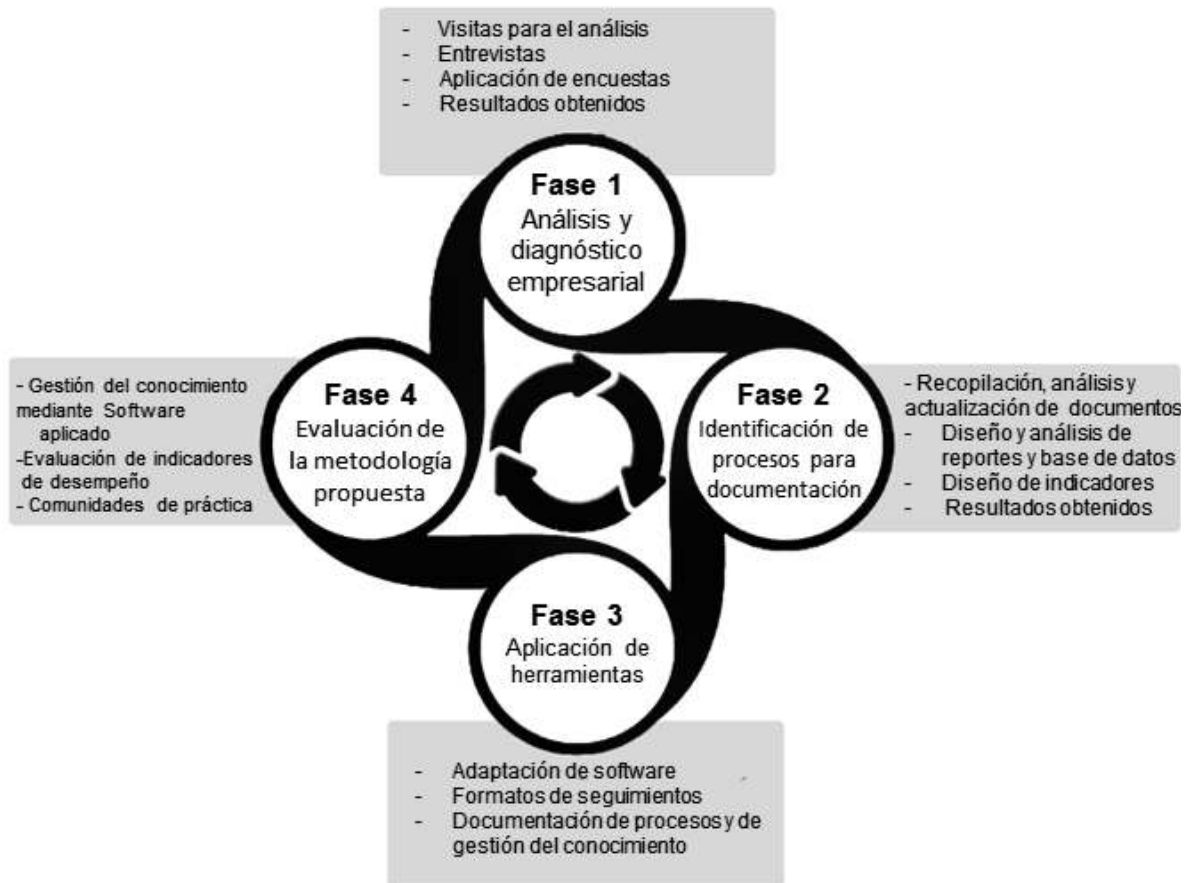 - Visitas para el análisis
- Entrevistas
- Aplicación de encuestas
- Resultados obtenidos
Fase 1
Análisis y
diagnóstico
empresarial
Fase 2
Identificación de
procesos para
documentación
- Recopilación, análisis y
actualización de documentos
- Diseño y análisis de
reportes y base de datos
- Diseño de indicadores
- Resultados obtenidos
Fase 3
Aplicación de
herramientas
- Adaptación de software
- Formatos de seguimientos
- Documentación de procesos y de
gestión del conocimiento
Fase 4
Evaluación de
la metodología
propuesta
- Gestión del conocimiento
mediante Software
aplicado
-Evaluación de indicadores
de desempeño
- Comunidades de práctica